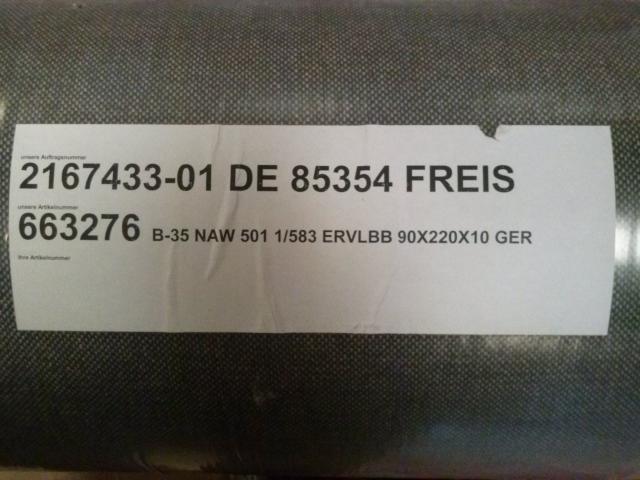 unsere Auftragsnummer
2167433-01 DE 85354 FREIS
unsere Artikelnummer
663276 B-35 NAW 501 1/583 ERVLBB 90X220X10 GER
Ihre Artikelnummer